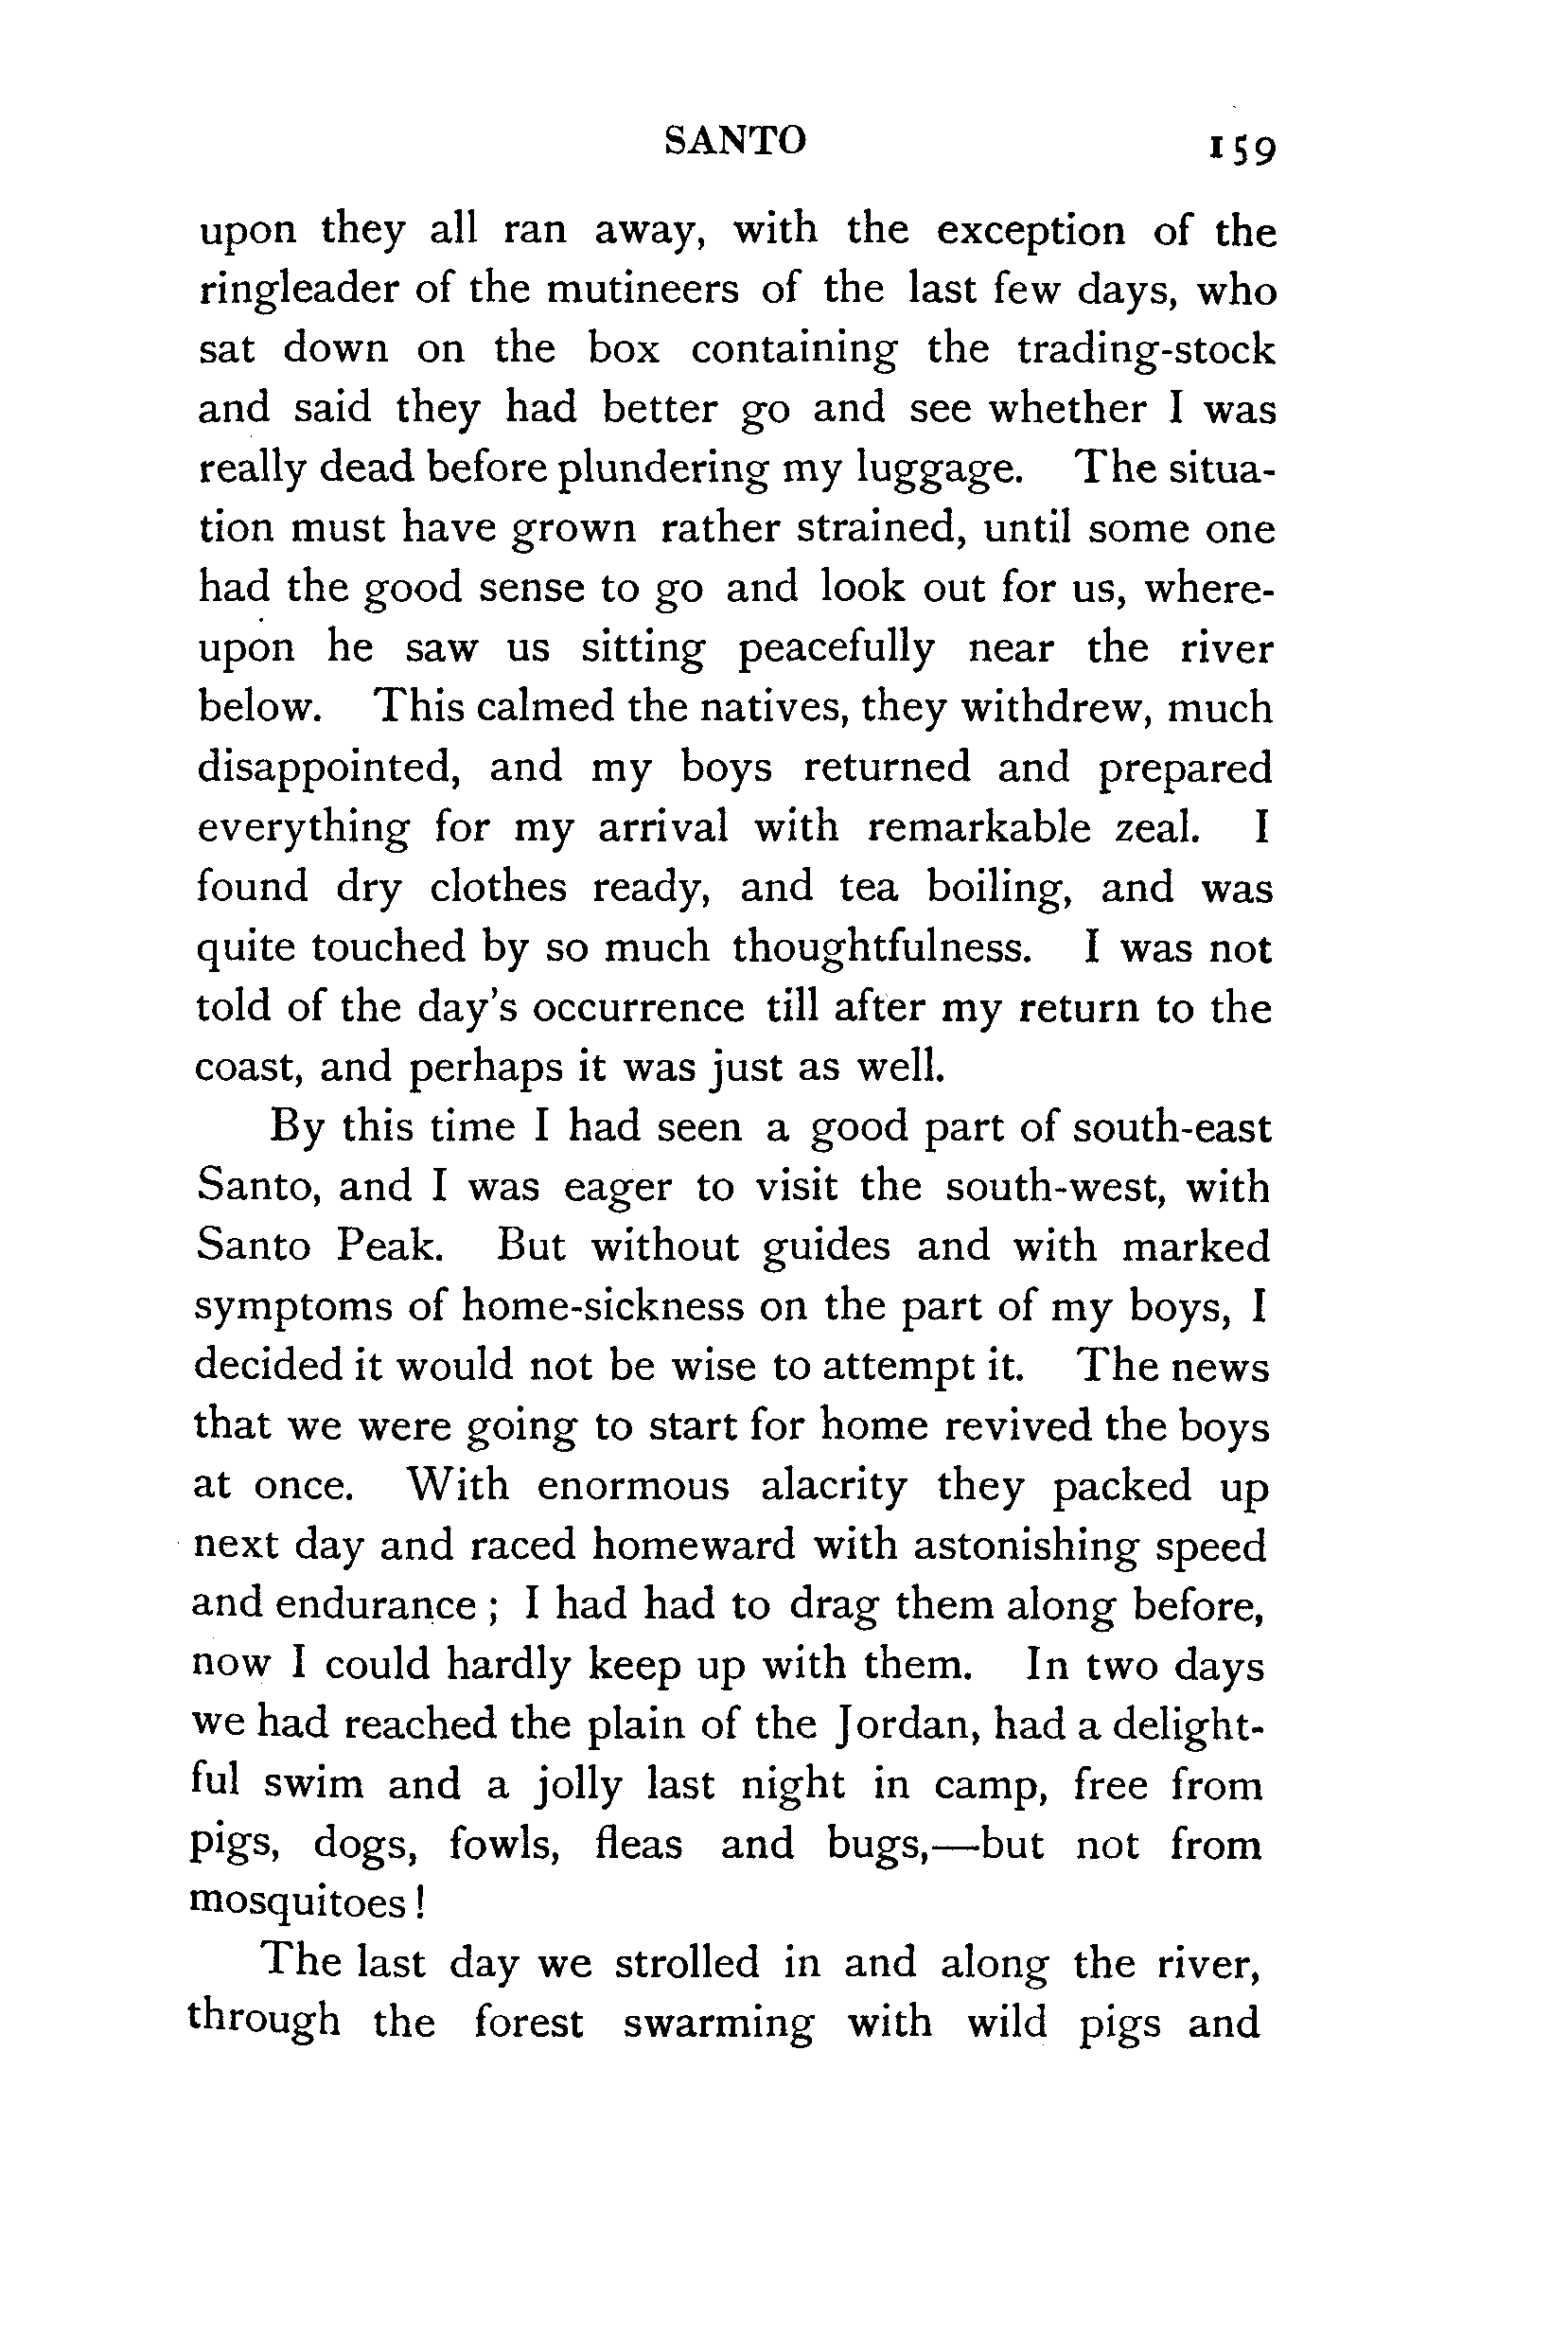 SANTO 159
upon they all ran away, with the exception of the
ringleader of the mutineers of the last few days, who
sat down on the box containing the trading-stock
and said they had better go and see whether I was
really dead before plundering my luggage. The situa-
tion must have grown rather strained, until some one
had the good sense to go and look out for us, where-
upon he saw us sitting peacefully near the river
below. This calmed the natives, they withdrew, much
disappointed, and my boys returned and prepared
everything for my arrival with remarkable zeal. I
found dry clothes ready, and tea boiling, and was
quite touched by so much thoughtfulness. I was not
told of the day's occurrence till after my return to the
coast, and perhaps it was just as well.
By this time I had seen a good part of south-east
Santo, and I was eager to visit the south-west, with
Santo Peak. But without guides and with marked
symptoms of home-sickness on the part of my boys, I
decided it would not be wise to attempt it. The news
that we were going to start for home revived the boys
at once. With enormous alacrity they packed up
next day and raced homeward with astonishing speed
and endurance ; I had had to drag them along before,
now I could hardly keep up with them. In two days
we had reached the plain of the Jordan, had a delight-
ful swim and a jolly last night in camp, free from
pigs, dogs, fowls, fleas and bugs,—but not from
mosquitoes !
The last day we strolled in and along the river,
through the forest swarming with wild pigs and